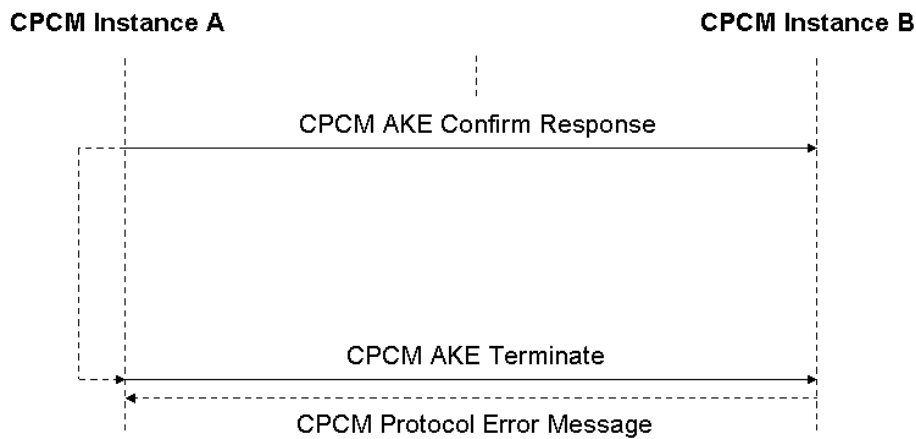 CPCM Instance A
CPCM Instance B
CPCM AKE Confirm Response
CPCM AKE Terminate
CPCM Protocol Error Message